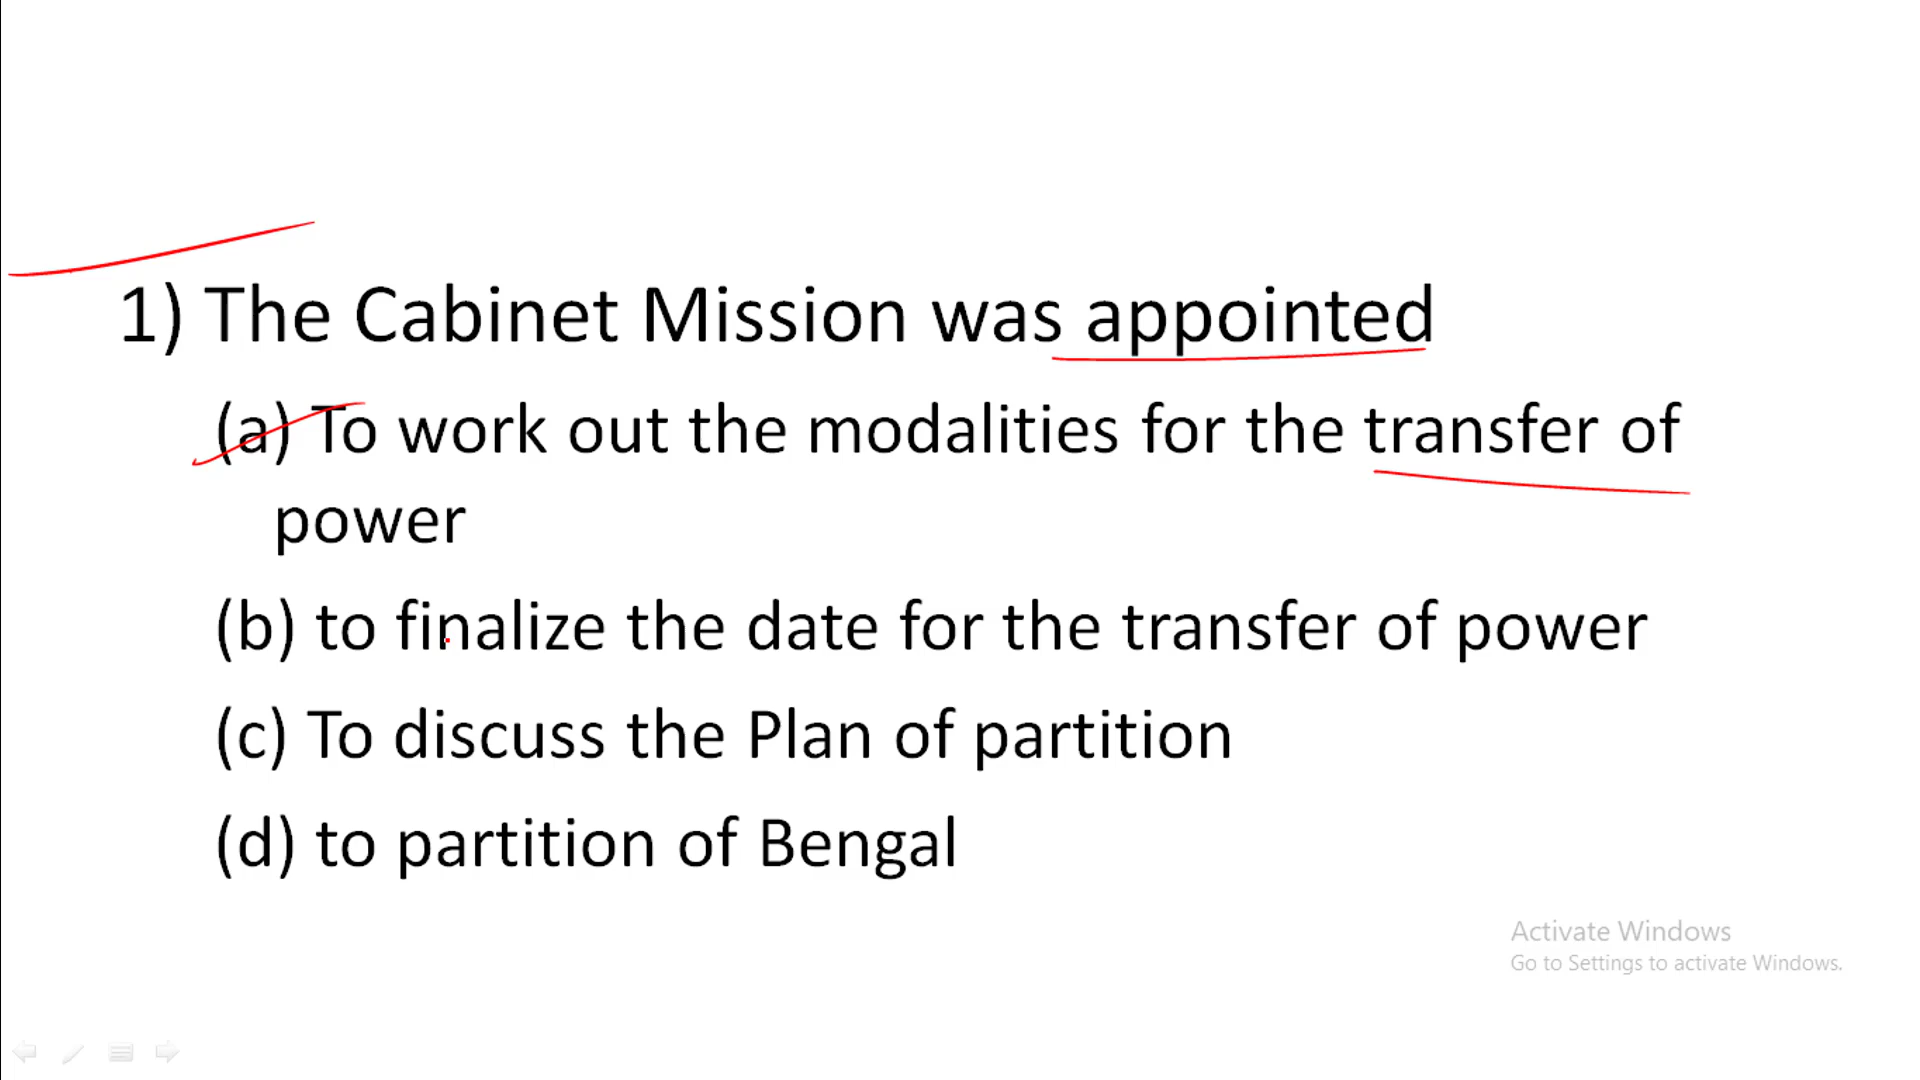 1) The Cabinet Mission was appointed
(a) To work out the modalities for the transfer of
power
(b) to finalize the date for the transfer of power
(c) To discuss the Plan of partition
(d) to partition of Bengal
Activate Windows
Go to Settings to activate Windows.